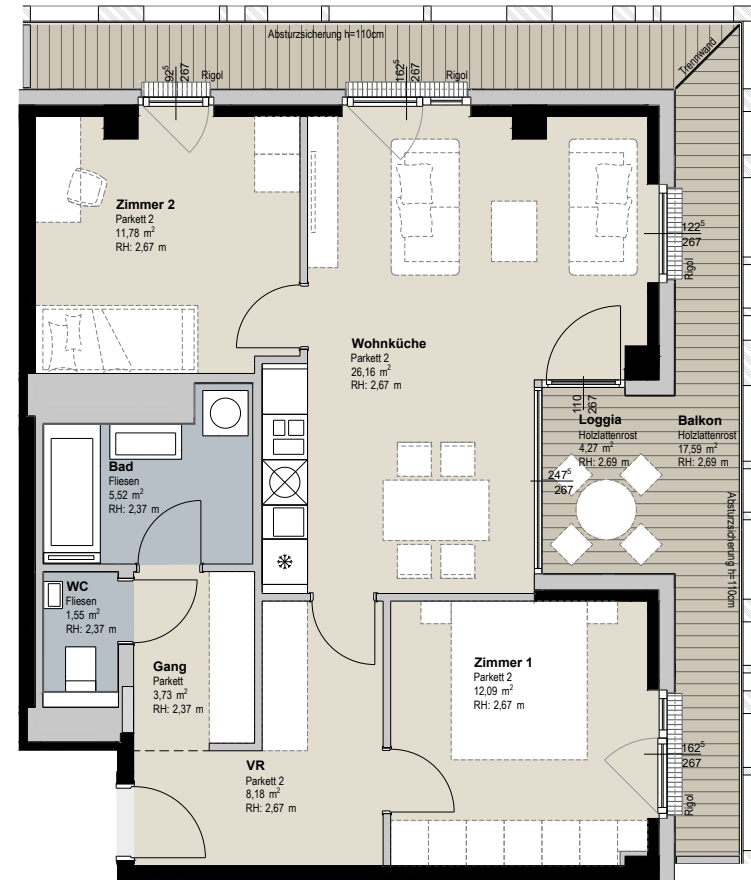 Absturzsicherung h=110cm
Trennwand
92⁵
267
Rigol
162⁵
267
Rigol
Zimmer 2
Parkett 2
11,78 m²
RH: 2,67 m
122⁵
267
Rigol
Wohnküche
Parkett 2
26,16 m²
RH: 2,67 m
110
267
Loggia
Holzlattenrost
4,27 m²
RH: 2,69 m
Balkon
Holzlattenrost
17,59 m²
RH: 2,69 m
247⁵
267
Absturzsicherung h=110cm
Bad
Fliesen
5,52 m²
RH: 2,37 m
WC
Fliesen
1,55 m²
RH: 2,37 m
Gang
Parkett
3,73 m²
RH: 2,37 m
Zimmer 1
Parkett 2
12,09 m²
RH: 2,67 m
162⁵
267
Rigol
VR
Parkett 2
8,18 m²
RH: 2,67 m